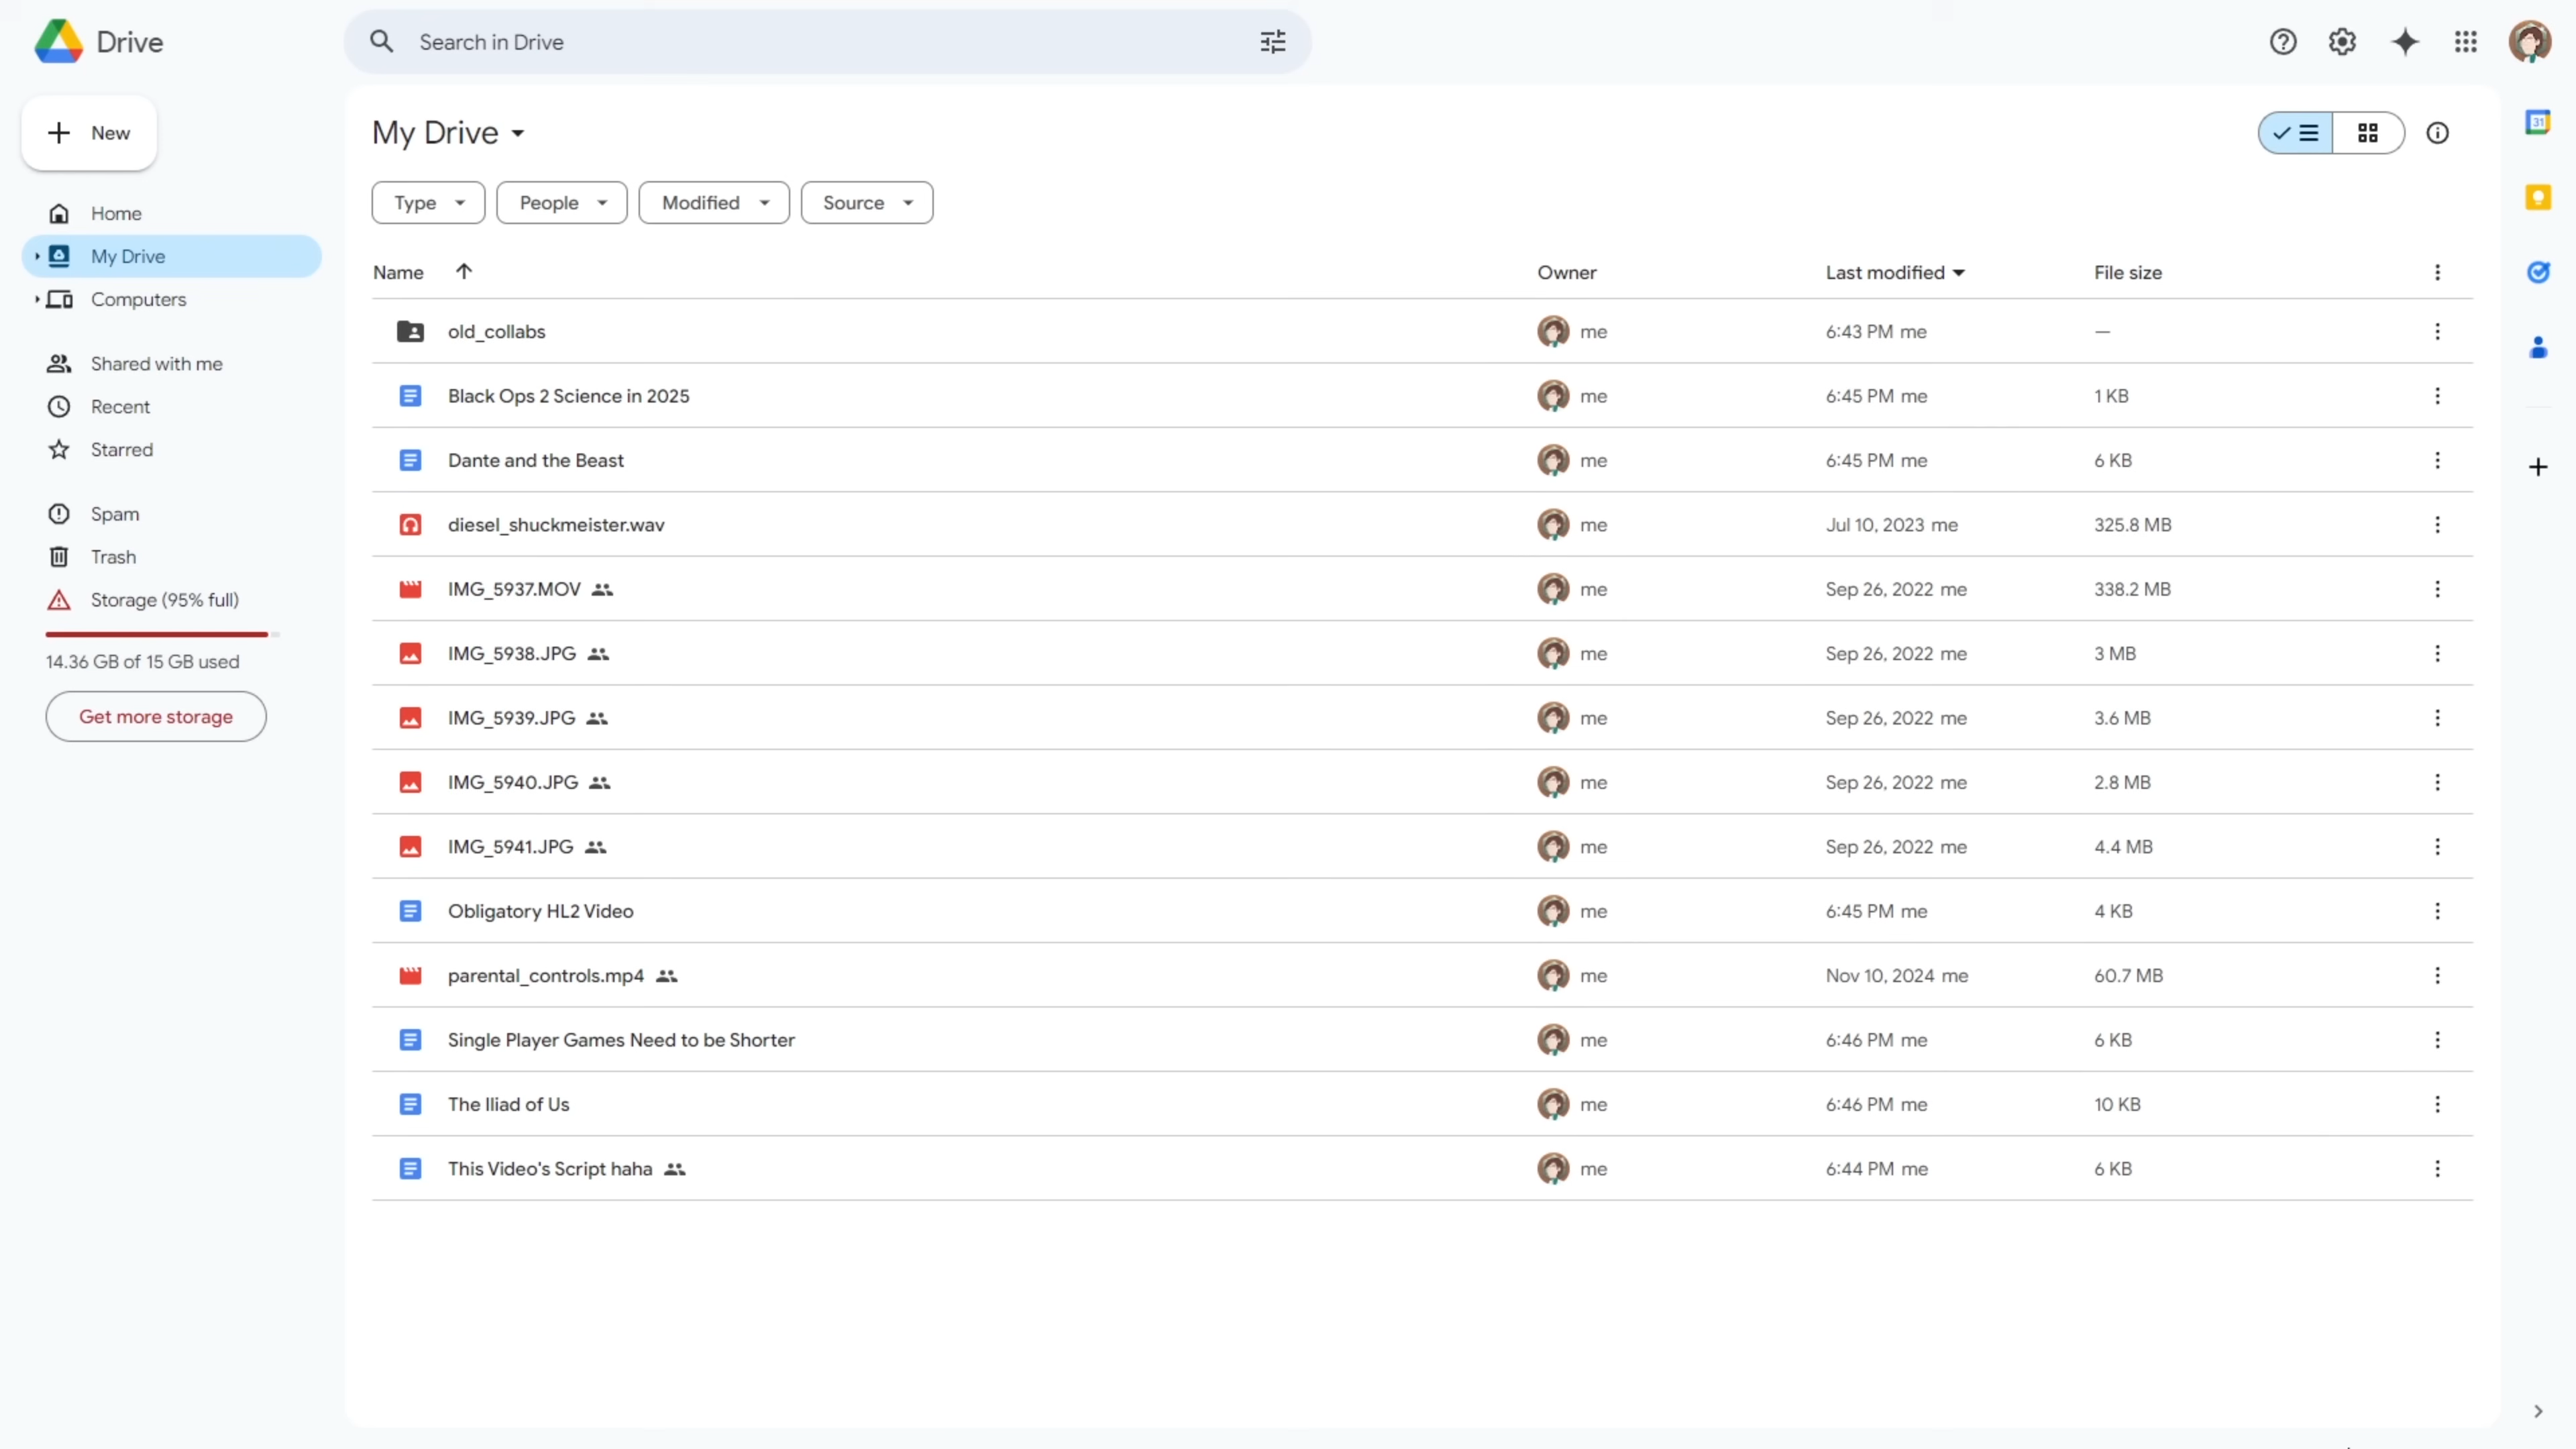 Drive
Search in Drive
New
Home
My Drive
Computers
Shared with me
Recent
Starred
Spam
Trash
Storage (95% full)
14.36 GB of 15 GB used
Get more storage
My Drive
Type People Modified Source
Name Owner Last modified File size
old_collabs me 6:43 PM me —
Black Ops 2 Science in 2025 me 6:45 PM me 1 KB
Dante and the Beast me 6:45 PM me 6 KB
diesel_shuckmeister.wav me Jul 10, 2023 me 325.8 MB
IMG_5937.MOV me Sep 26, 2022 me 338.2 MB
IMG_5938.JPG me Sep 26, 2022 me 3 MB
IMG_5939.JPG me Sep 26, 2022 me 3.6 MB
IMG_5940.JPG me Sep 26, 2022 me 2.8 MB
IMG_5941.JPG me Sep 26, 2022 me 4.4 MB
Obligatory HL2 Video me 6:45 PM me 4 KB
parental_controls.mp4 me Nov 10, 2024 me 60.7 MB
Single Player Games Need to be Shorter me 6:46 PM me 6 KB
The Iliad of Us me 6:46 PM me 10 KB
This Video's Script haha me 6:44 PM me 6 KB
31